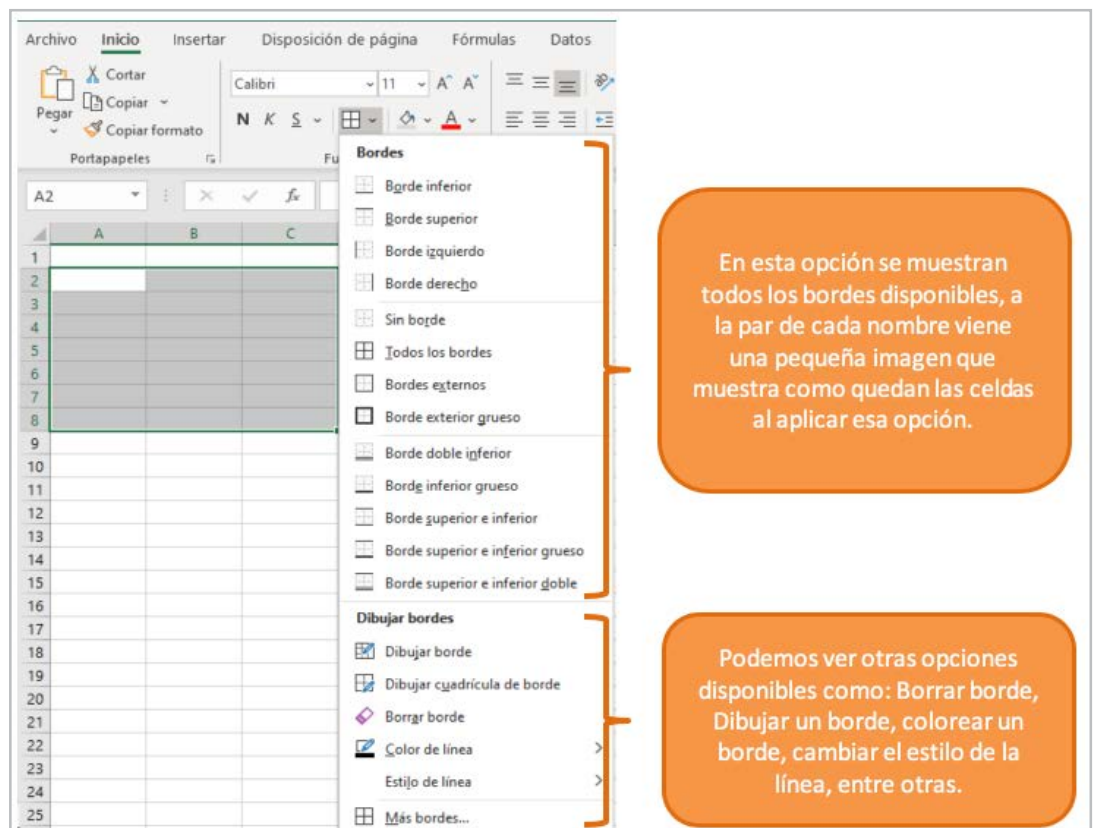 Archivo Inicio Insertar Disposición de página Fórmulas Datos
Cortar
Copiar
Pegar
Copiar formato
Portapapeles
Calibri 11 A A
N K S A
Fu
A2 fx
A B C
Bordes
Borde inferior
Borde superior
Borde izquierdo
Borde derecho
Sin borde
Todos los bordes
Bordes externos
Borde exterior grueso
Borde doble inferior
Borde inferior grueso
Borde superior e inferior
Borde superior e inferior grueso
Borde superior e inferior doble
Dibujar bordes
Dibujar borde
Dibujar cuadrícula de borde
Borrar borde
Color de línea
Estilo de línea
Más bordes...
1
2
3
4
5
6
7
8
9
10
11
12
13
14
15
16
17
18
19
20
21
22
23
24
25
En esta opción se muestran
todos los bordes disponibles, a
la par de cada nombre viene
una pequeña imagen que
muestra como quedan las celdas
al aplicar esa opción.
Podemos ver otras opciones
disponibles como: Borrar borde,
Dibujar un borde, colorear un
borde, cambiar el estilo de la
línea, entre otras.